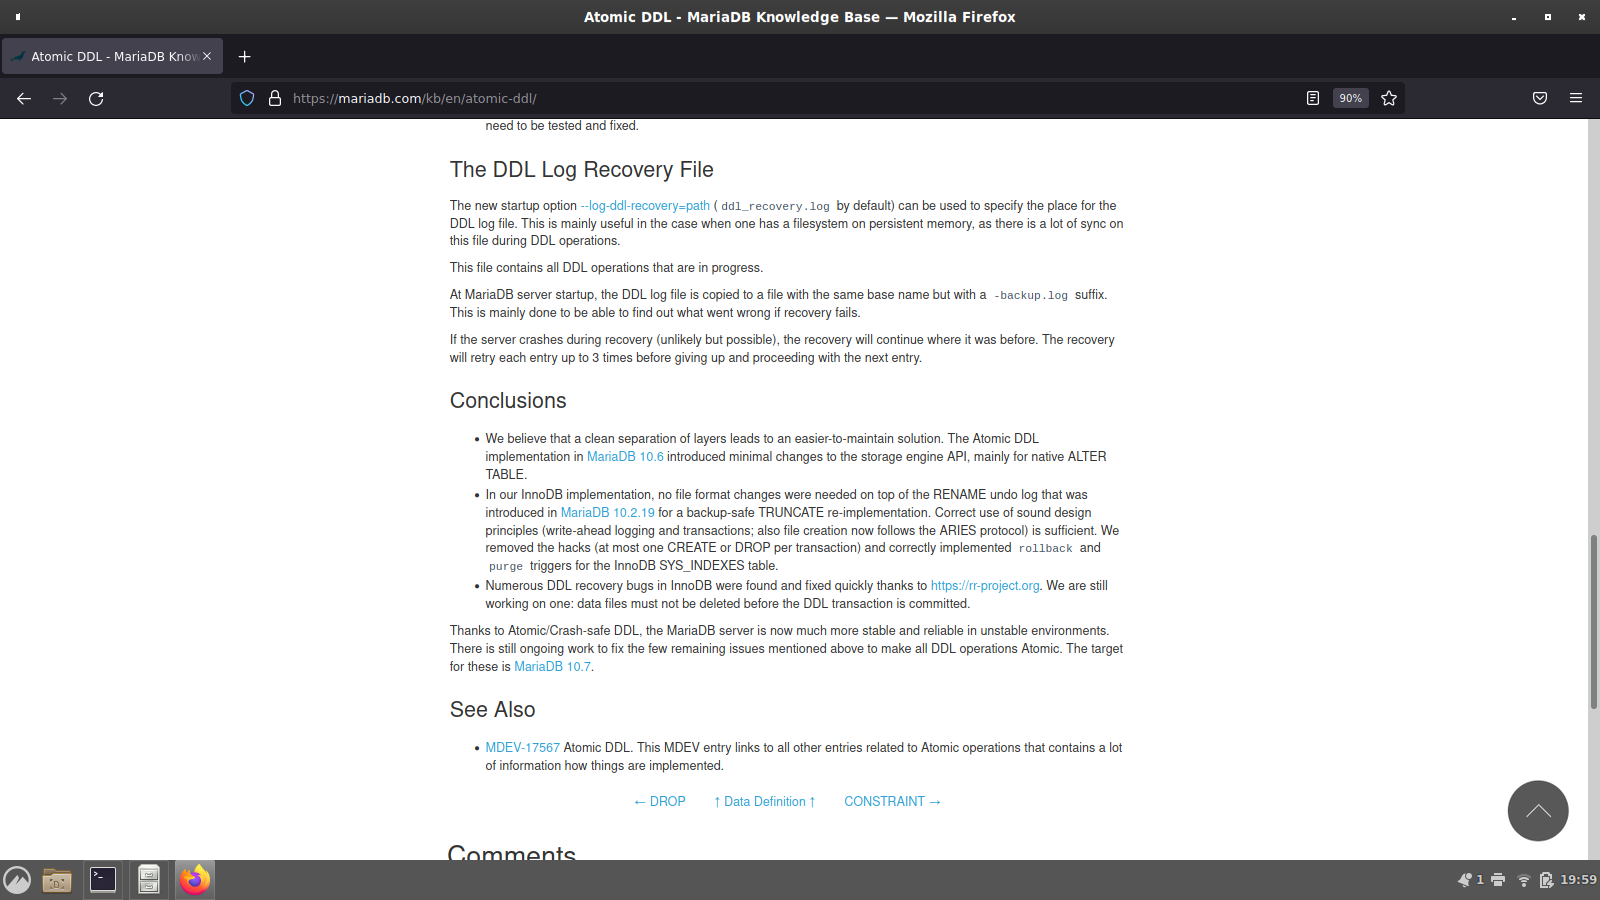 Atomic DDL - MariaDB Knowledge Base — Mozilla Firefox
Atomic DDL - MariaDB Know
https://mariadb.com/kb/en/atomic-ddl/
90%
need to be tested and fixed.
The DDL Log Recovery File
The new startup option --log-ddl-recovery=path ( ddl_recovery.log by default) can be used to specify the place for the
DDL log file. This is mainly useful in the case when one has a filesystem on persistent memory, as there is a lot of sync on
this file during DDL operations.
This file contains all DDL operations that are in progress.
At MariaDB server startup, the DDL log file is copied to a file with the same base name but with a -backup.log suffix.
This is mainly done to be able to find out what went wrong if recovery fails.
If the server crashes during recovery (unlikely but possible), the recovery will continue where it was before. The recovery
will retry each entry up to 3 times before giving up and proceeding with the next entry.
Conclusions
• We believe that a clean separation of layers leads to an easier-to-maintain solution. The Atomic DDL
implementation in MariaDB 10.6 introduced minimal changes to the storage engine API, mainly for native ALTER
TABLE.
• In our InnoDB implementation, no file format changes were needed on top of the RENAME undo log that was
introduced in MariaDB 10.2.19 for a backup-safe TRUNCATE re-implementation. Correct use of sound design
principles (write-ahead logging and transactions; also file creation now follows the ARIES protocol) is sufficient. We
removed the hacks (at most one CREATE or DROP per transaction) and correctly implemented rollback and
purge triggers for the InnoDB SYS_INDEXES table.
• Numerous DDL recovery bugs in InnoDB were found and fixed quickly thanks to https://rr-project.org. We are still
working on one: data files must not be deleted before the DDL transaction is committed.
Thanks to Atomic/Crash-safe DDL, the MariaDB server is now much more stable and reliable in unstable environments.
There is still ongoing work to fix the few remaining issues mentioned above to make all DDL operations Atomic. The target
for these is MariaDB 10.7.
See Also
• MDEV-17567 Atomic DDL. This MDEV entry links to all other entries related to Atomic operations that contains a lot
of information how things are implemented.
← DROP ↑ Data Definition ↑ CONSTRAINT →
Comments
1 19:59